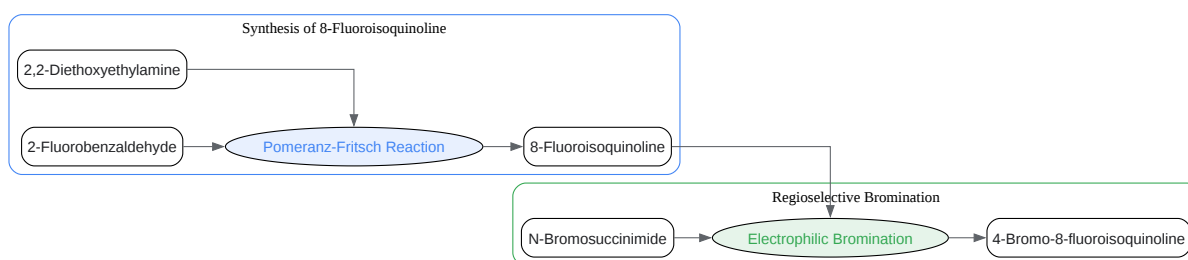 Synthesis of 8-Fluoroisoquinoline
2,2-Diethoxyethylamine
2-Fluorobenzaldehyde
Pomeranz-Fritsch Reaction
8-Fluoroisoquinoline
Regioselective Bromination
N-Bromosuccinimide
Electrophilic Bromination
4-Bromo-8-fluoroisoquinoline